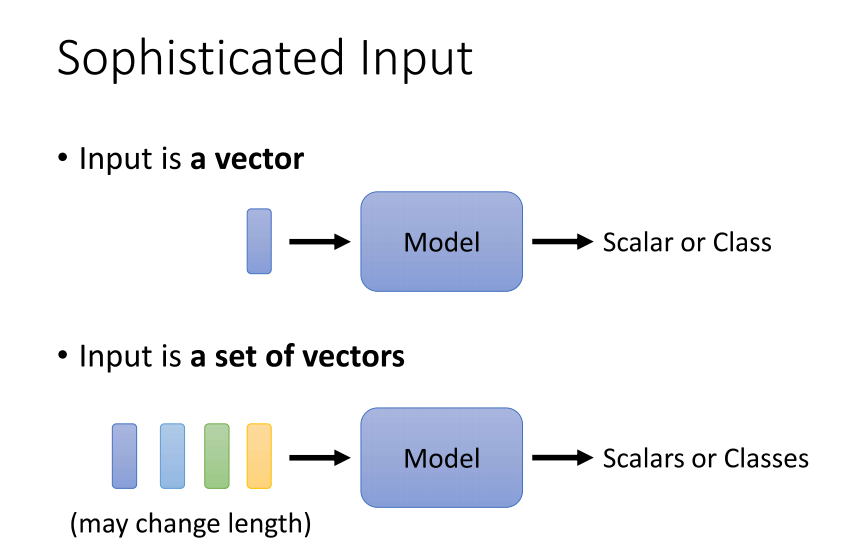 Sophisticated Input
• Input is a vector
Model
Scalar or Class
• Input is a set of vectors
Model
Scalars or Classes
(may change length)